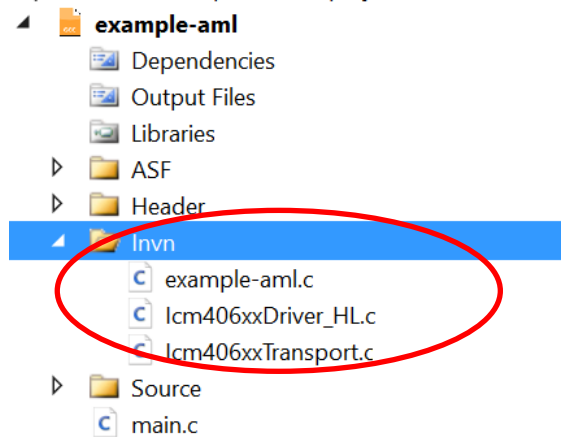 example-aml
Dependencies
Output Files
Libraries
ASF
Header
Invn
example-aml.c
Icm406xxDriver_HL.c
Icm406xxTransport.c
Source
main.c